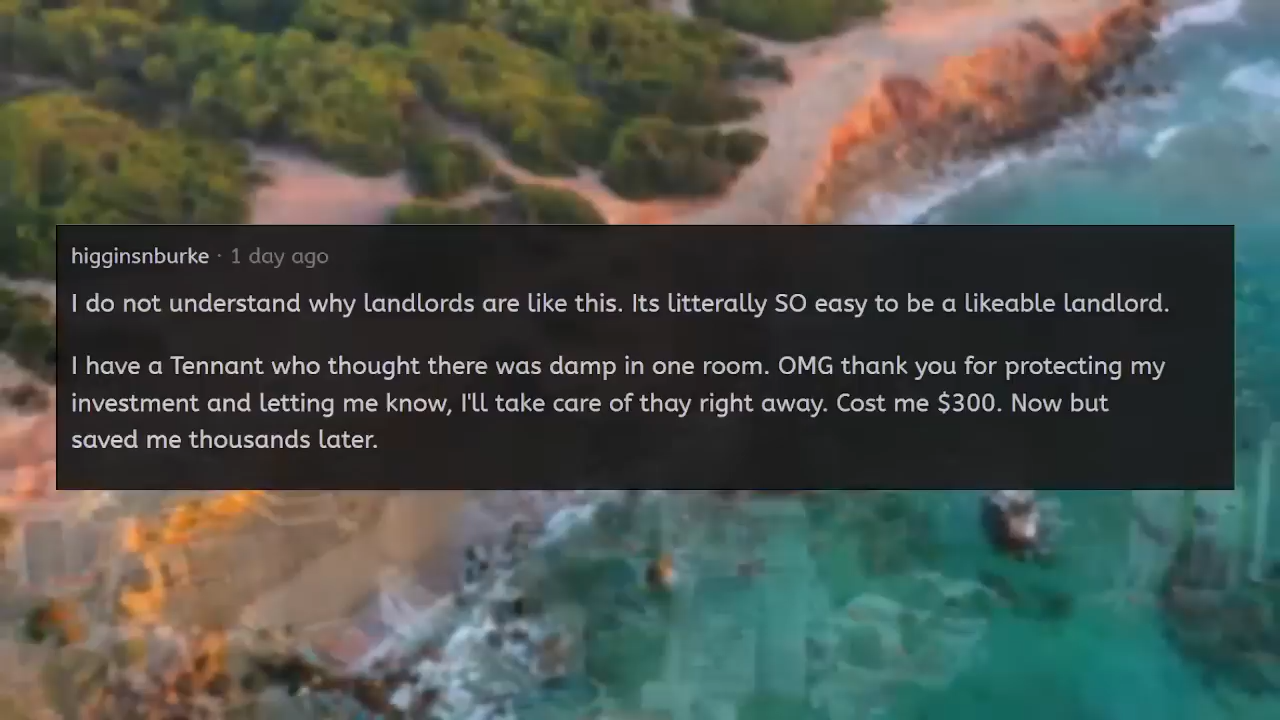 higginsnburke · 1 day ago
I do not understand why landlords are like this. Its litterally SO easy to be a likeable landlord.
I have a Tennant who thought there was damp in one room. OMG thank you for protecting my
investment and letting me know, I'll take care of thay right away. Cost me $300. Now but
saved me thousands later.